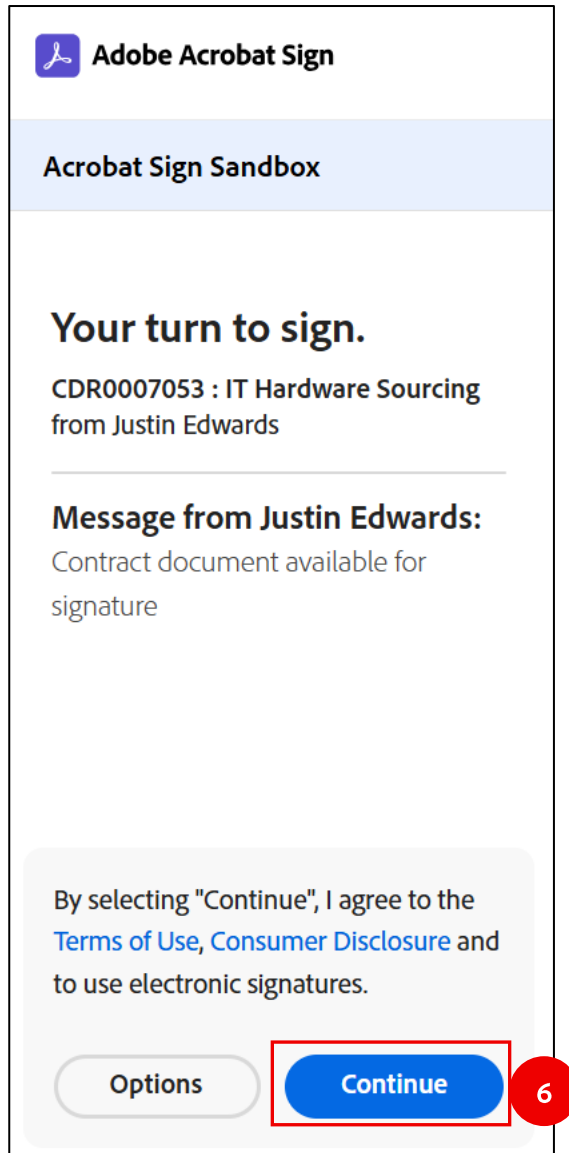 Adobe Acrobat Sign
Acrobat Sign Sandbox
Your turn to sign.
CDR0007053 : IT Hardware Sourcing
from Justin Edwards
Message from Justin Edwards:
Contract document available for
signature
By selecting "Continue", I agree to the
Terms of Use, Consumer Disclosure and
to use electronic signatures.
Options Continue 6